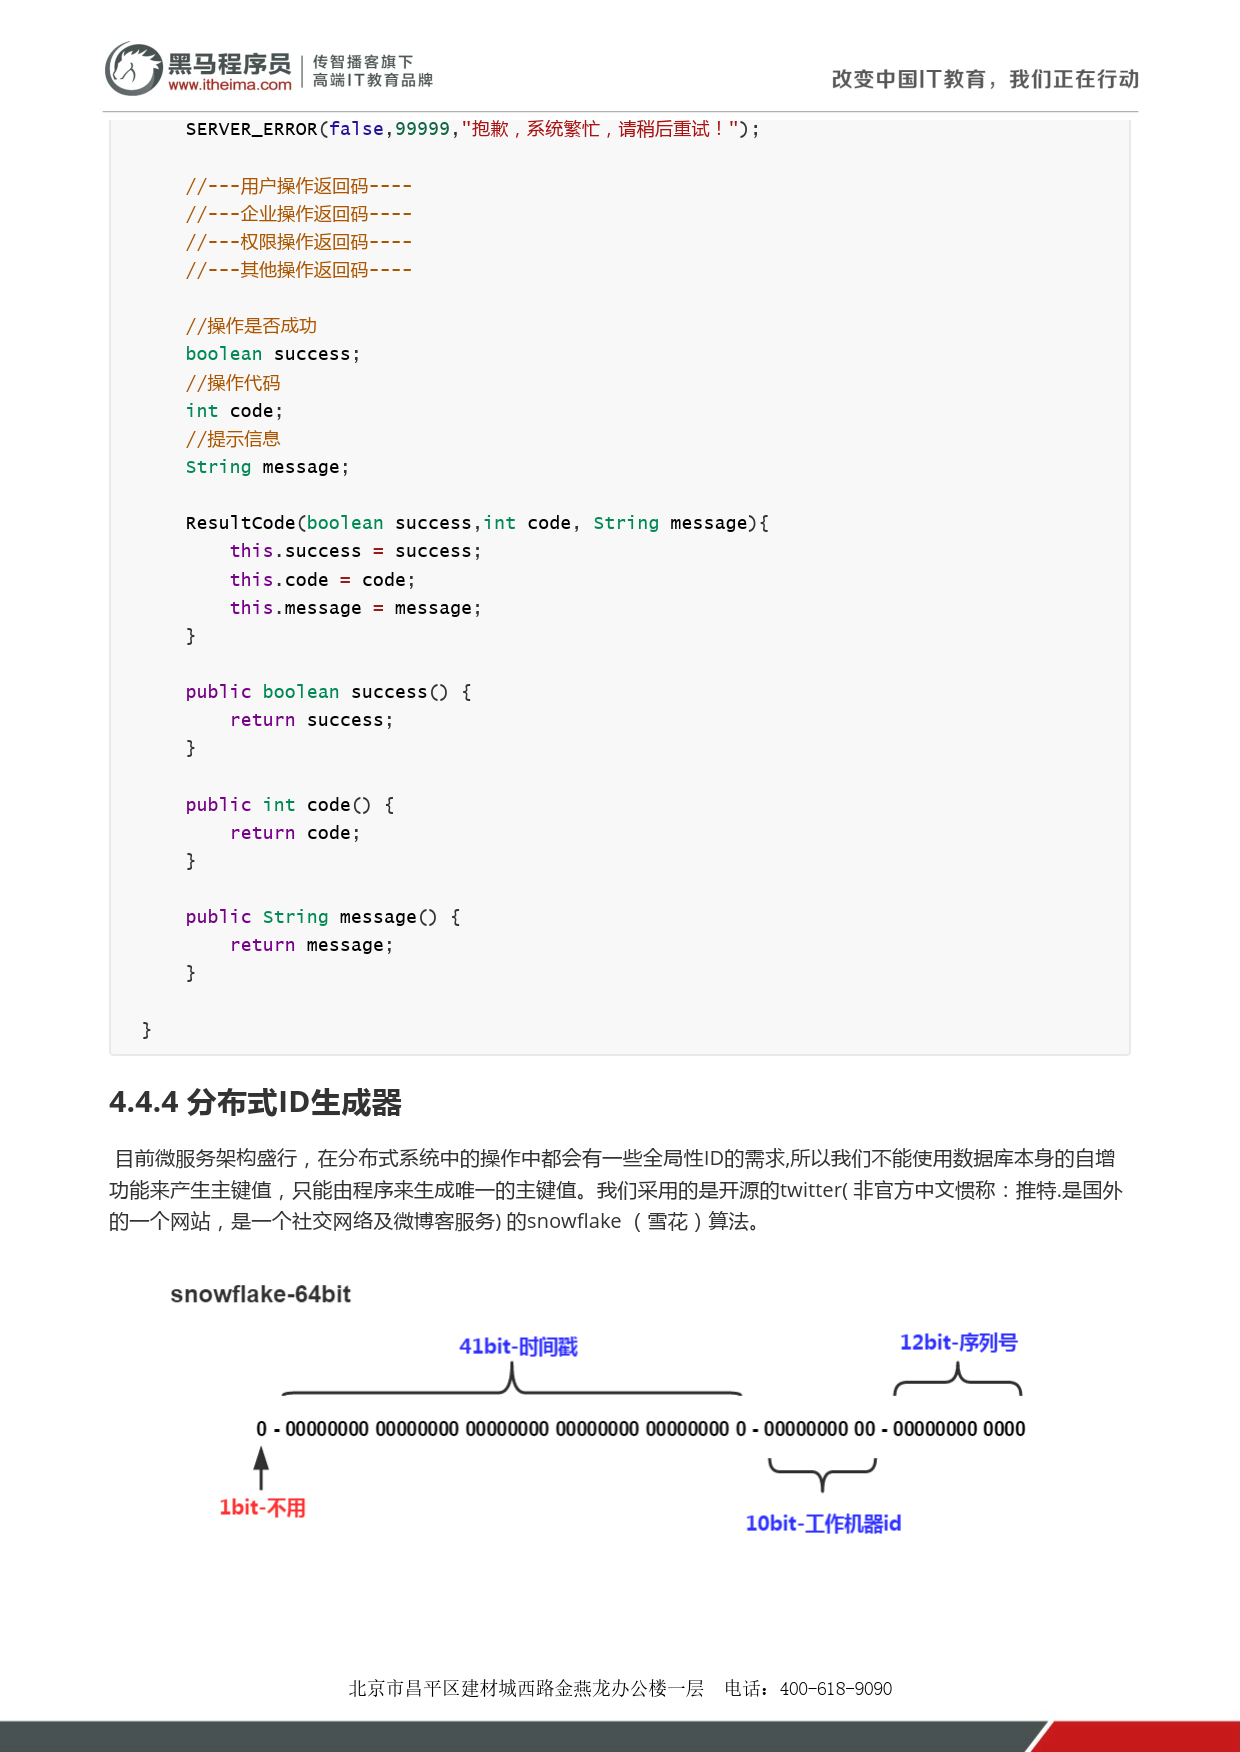 黑马程序员 传智播客旗下
www.itheima.com 高端IT教育品牌
改变中国IT教育，我们正在行动
SERVER_ERROR(false,99999,"抱歉，系统繁忙，请稍后重试！");
//---用户操作返回码----
//---企业操作返回码----
//---权限操作返回码----
//---其他操作返回码----
//操作是否成功
boolean success;
//操作代码
int code;
//提示信息
String message;
ResultCode(boolean success,int code, String message){
this.success = success;
this.code = code;
this.message = message;
}
public boolean success() {
return success;
}
public int code() {
return code;
}
public String message() {
return message;
}
}
4.4.4 分布式ID生成器
目前微服务架构盛行，在分布式系统中的操作中都会有一些全局性ID的需求,所以我们不能使用数据库本身的自增
功能来产生主键值，只能由程序来生成唯一的主键值。我们采用的是开源的twitter( 非官方中文惯称：推特.是国外
的一个网站，是一个社交网络及微博客服务) 的snowflake （雪花）算法。
snowflake-64bit
41bit-时间戳
12bit-序列号
0 - 00000000 00000000 00000000 00000000 00000000 0 - 00000000 00 - 00000000 0000
1bit-不用
10bit-工作机器id
北京市昌平区建材城西路金燕龙办公楼一层 电话：400-618-9090